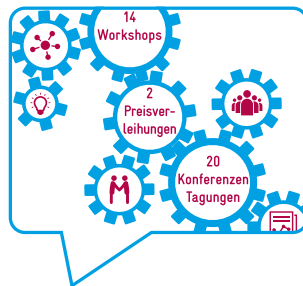 14
Workshops
2
Preisver-
leihungen
20
Konferenzen
Tagungen